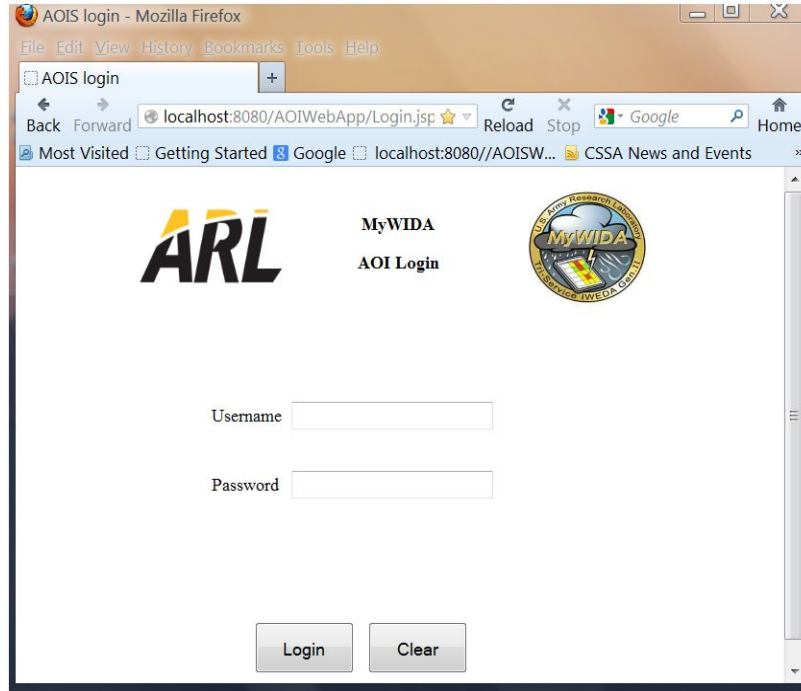 AOIS login - Mozilla Firefox
File Edit View History Bookmarks Tools Help
AOIS login +
Back Forward localhost:8080/AOIWebApp/Login.jsp Reload Stop Google Home
Most Visited Getting Started 8 Google localhost:8080//AOISW... CSSA News and Events »
ARL
MyWIDA
AOI Login
U.S. Army Research Laboratory
MyWIDA
Tri-Service IWEDA Gen II
Username
Password
Login Clear